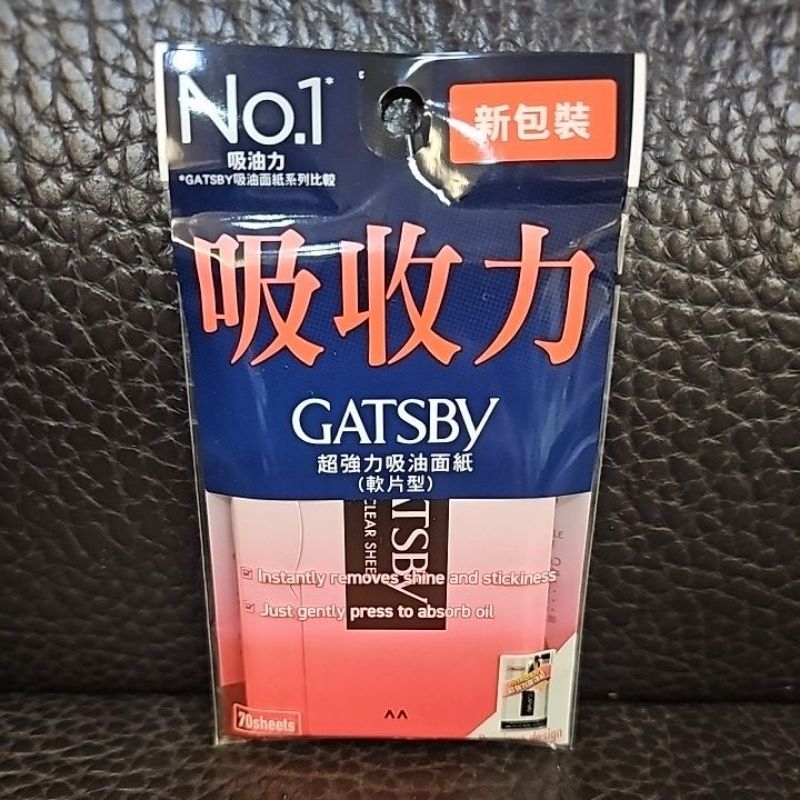 No.1*
吸油力
*GATSBY吸油面紙系列比較
新包裝
吸收力
GATSBY
超強力吸油面紙
(軟片型)
GATSBY
CLEAR SHEE
Instantly removes shine and stickiness
Just gently press to absorb oil
70sheets
design